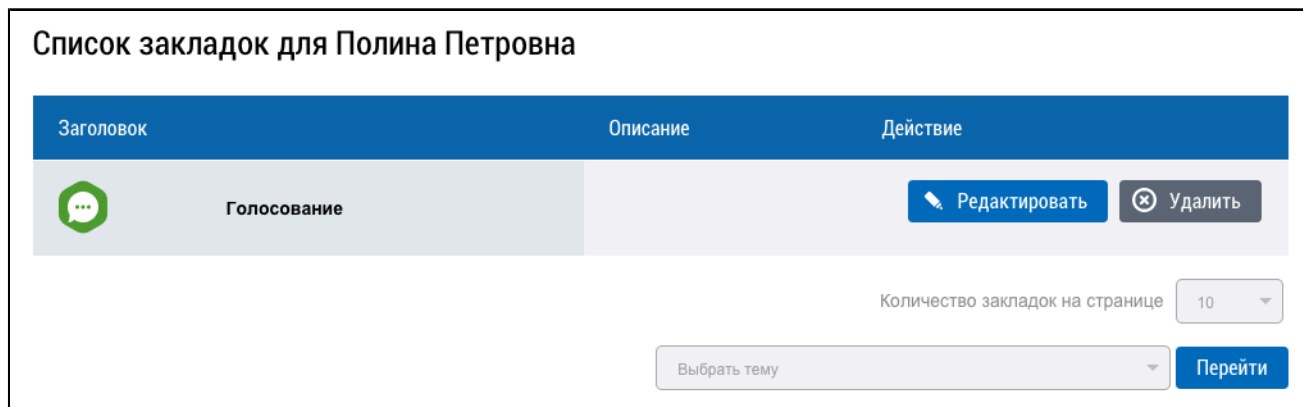 Список закладок для Полина Петровна
Заголовок Описание Действие
Голосование Редактировать Удалить
Количество закладок на странице 10
Выбрать тему Перейти